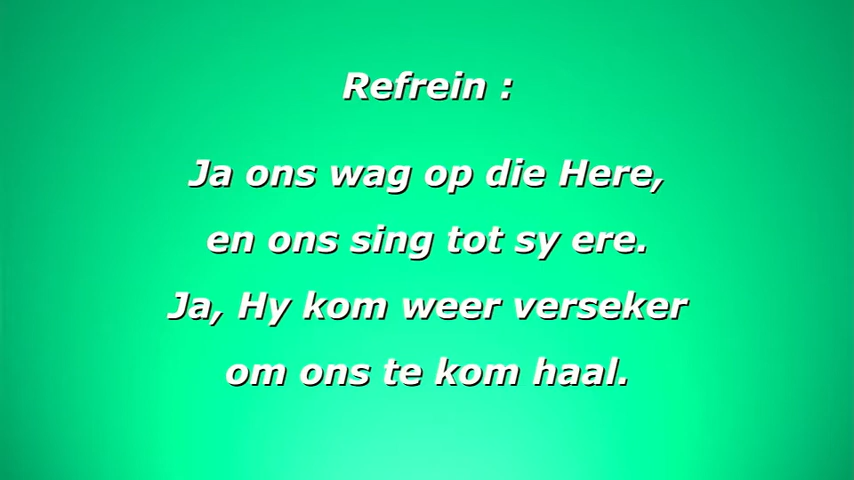 Refrein :
Ja ons wag op die Here,
en ons sing tot sy ere.
Ja, Hy kom weer verseker
om ons te kom haal.